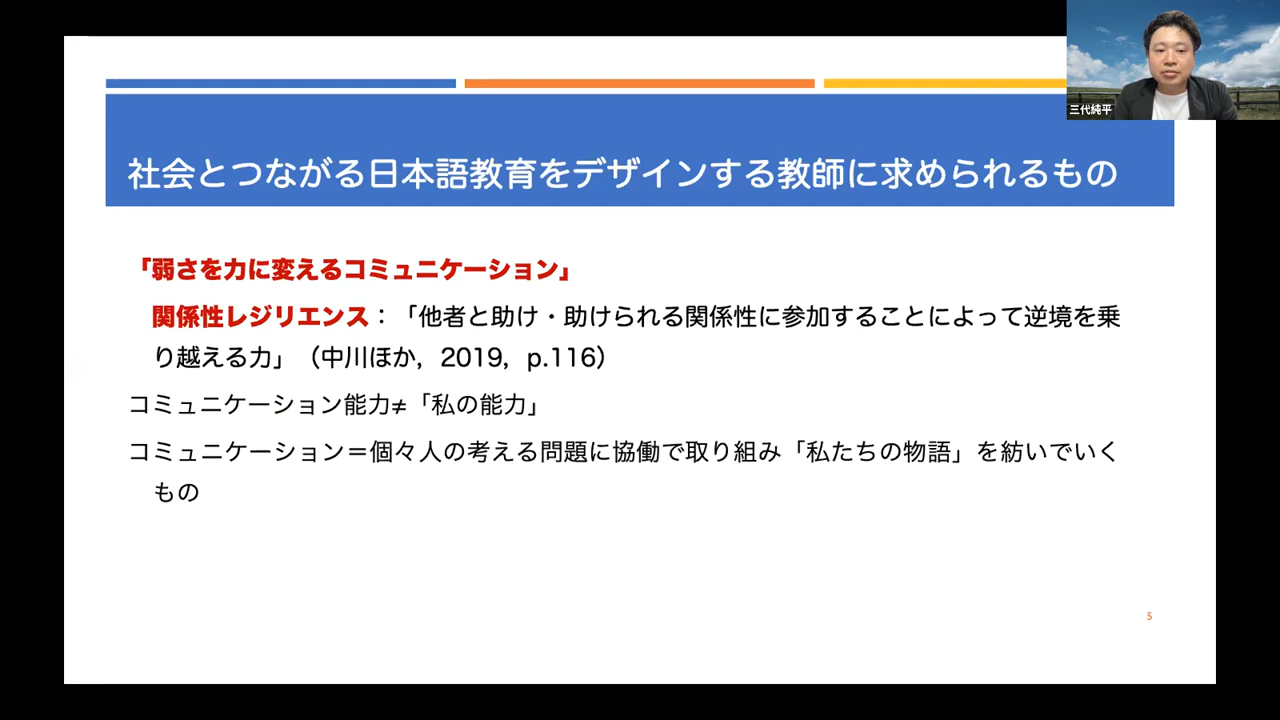 三代純平
社会とつながる日本語教育をデザインする教師に求められるもの
「弱さを力に変えるコミュニケーション」
関係性レジリエンス：「他者と助け・助けられる関係性に参加することによって逆境を乗
り越える力」（中川ほか，2019，p.116）
コミュニケーション能力≠「私の能力」
コミュニケーション＝個々人の考える問題に協働で取り組み「私たちの物語」を紡いでいく
もの
5